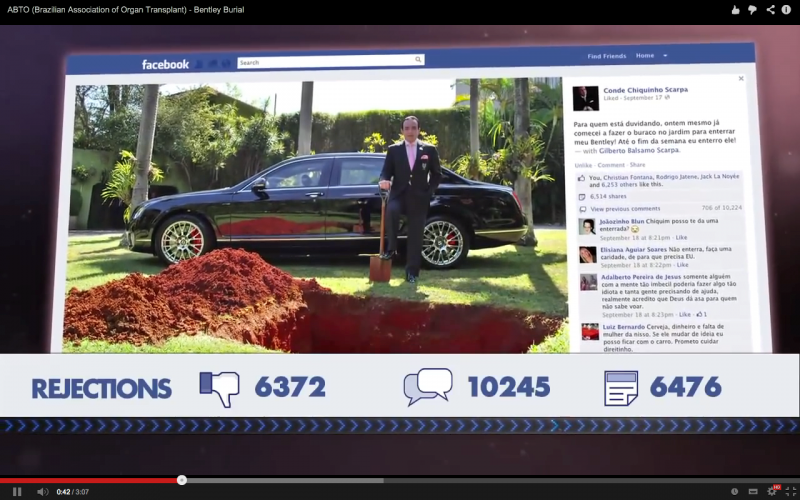 ABTO (Brazilian Association of Organ Transplant) - Bentley Burial
facebook
Search
Find Friends
Home
Conde Chiquinho Scarpa
Liked · September 17
Para quem está duvidando, ontem mesmo já
comecei a fazer o buraco no jardim para enterrar
meu Bentley! Até o fim da semana eu enterro ele!
— with Gilberto Balsamo Scarpa.
Unlike · Comment · Share
You, Christian Fontana, Rodrigo Jatene, Jack La Noyée
and 6,253 others like this.
6,514 shares
View previous comments
706 of 10,224
Joãozinho Blun Chiquim posso te da uma
enterrada?
September 18 at 8:21pm · Like
Elisiana Aguiar Soares Não enterra, faça uma
caridade, de para que precisa EU.
September 18 at 8:22pm · Like
Adalberto Pereira de Jesus somente alguém
com a mente tão imbecil poderia fazer algo tão
idiota e tanta gente precisando de ajuda,
realmente acredito que Deus dá asa para quem
não sabe voar.
September 18 at 8:23pm · Like · 1
Luiz Bernardo Cerveja, dinheiro e falta de
mulher da nisso. Se ele mudar de ideia eu
posso ficar com o carro. Prometo cuidar
direitinho.
REJECTIONS
6372
10245
6476
0:42 / 3:07
HD